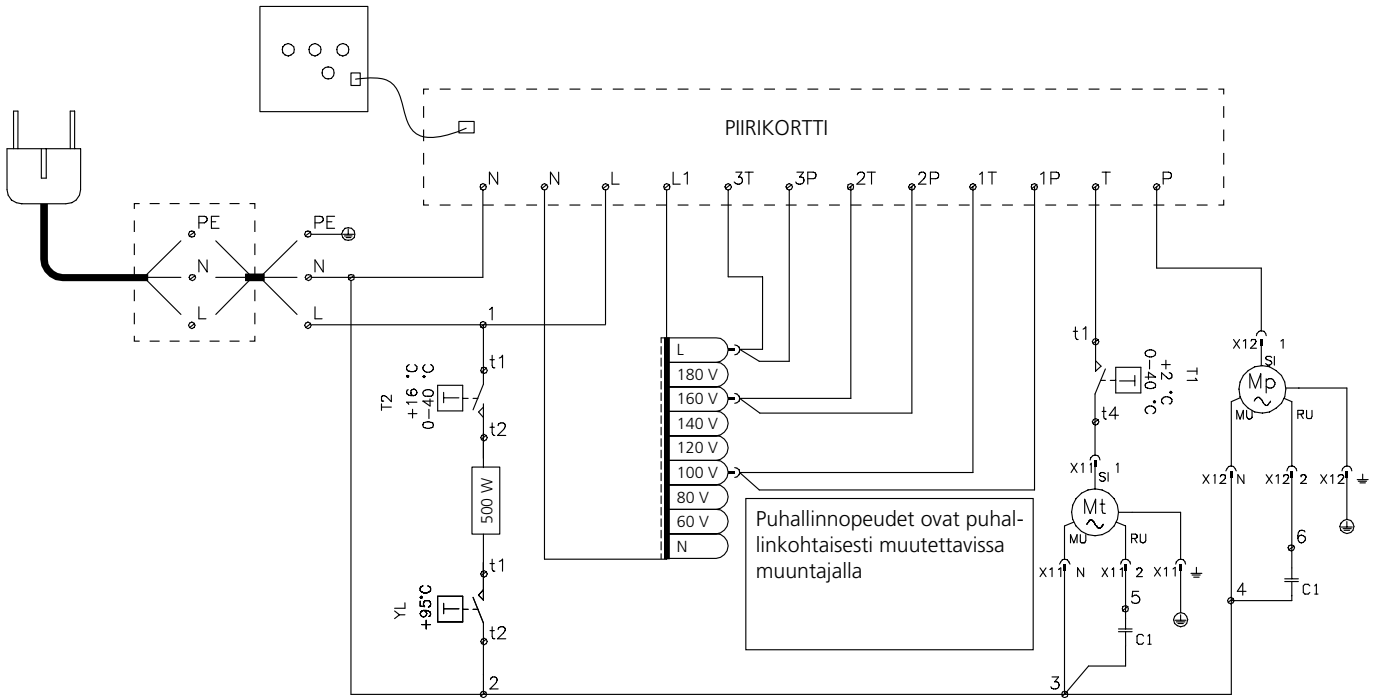 PIIRIKORTTI
N
N
L
L1
3T
3P
2T
2P
1T
1P
T
P
PE
N
L
PE
N
L
1
t1
T2
+16 °C
0-40 °C
T
t2
500 W
t1
YL
+95°C
T
t2
2
L
180 V
160 V
140 V
120 V
100 V
80 V
60 V
N
Puhallinnopeudet ovat puhal-
linkohtaisesti muutettavissa
muuntajalla
t1
T
T1
+2 °C
0-40 °C
t4
X11 1
SI
Mt
MU
RU
X11 N
X11 2
X11
5
C1
3
X12 1
SI
Mp
MU
RU
X12 N
X12 2
X12
6
4
C1